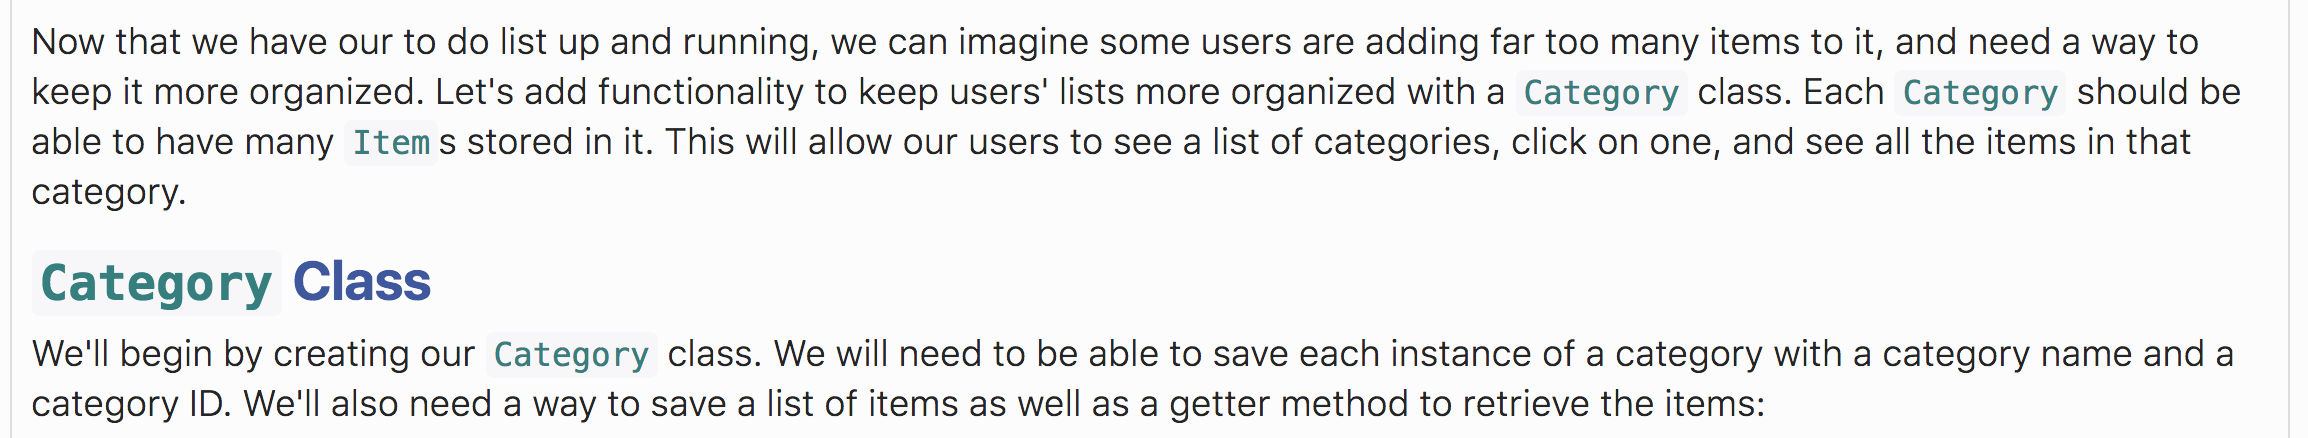 Now that we have our to do list up and running, we can imagine some users are adding far too many items to it, and need a way to
keep it more organized. Let's add functionality to keep users' lists more organized with a Category class. Each Category should be
able to have many Items stored in it. This will allow our users to see a list of categories, click on one, and see all the items in that
category.
Category Class
We'll begin by creating our Category class. We will need to be able to save each instance of a category with a category name and a
category ID. We'll also need a way to save a list of items as well as a getter method to retrieve the items: